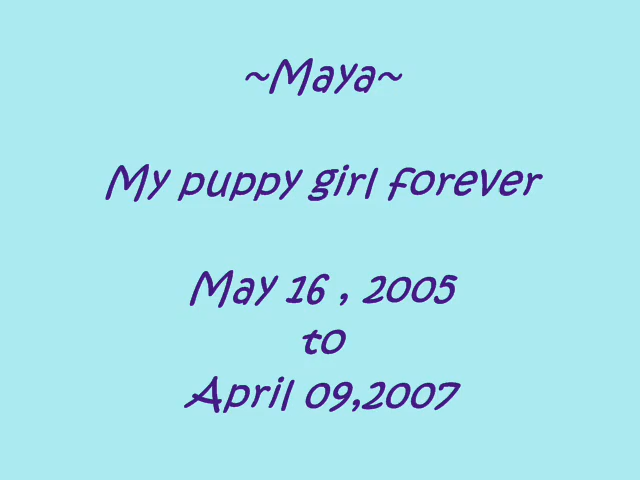 ~Maya~
My puppy girl forever
May 16 , 2005
to
April 09,2007